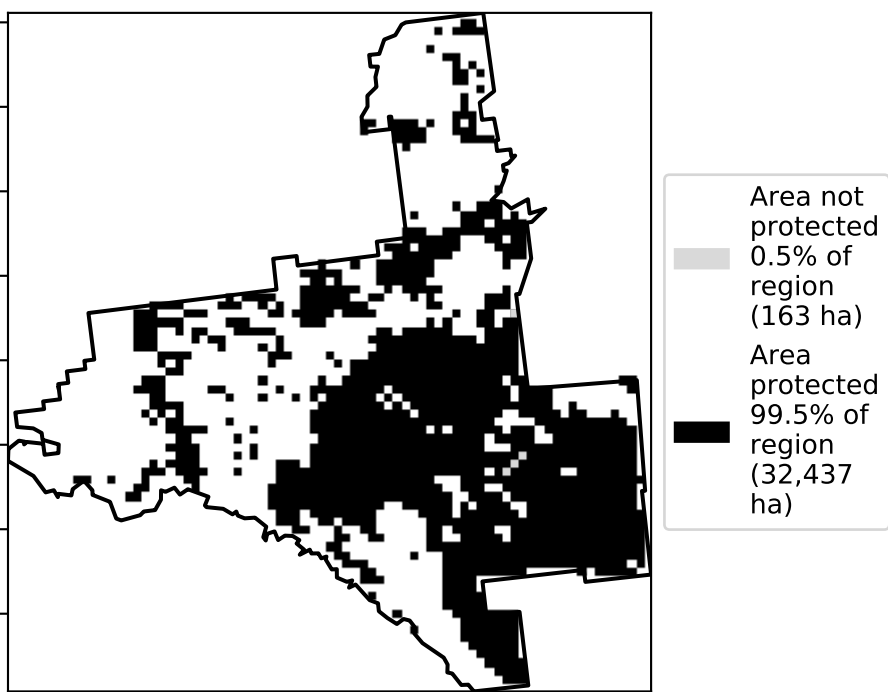 Area not
protected
0.5% of
region
(163 ha)
Area
protected
99.5% of
region
(32,437
ha)